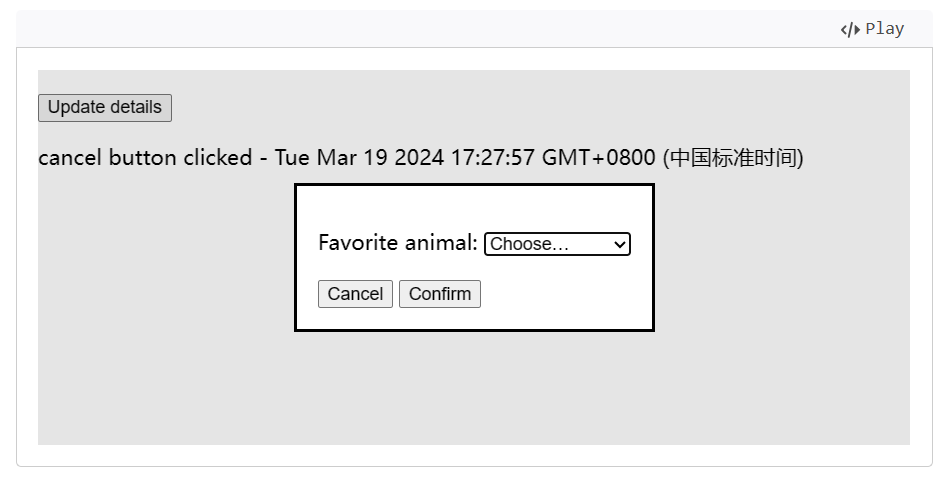 Play
Update details
cancel button clicked - Tue Mar 19 2024 17:27:57 GMT+0800 (中国标准时间)
Favorite animal: Choose...
Cancel Confirm